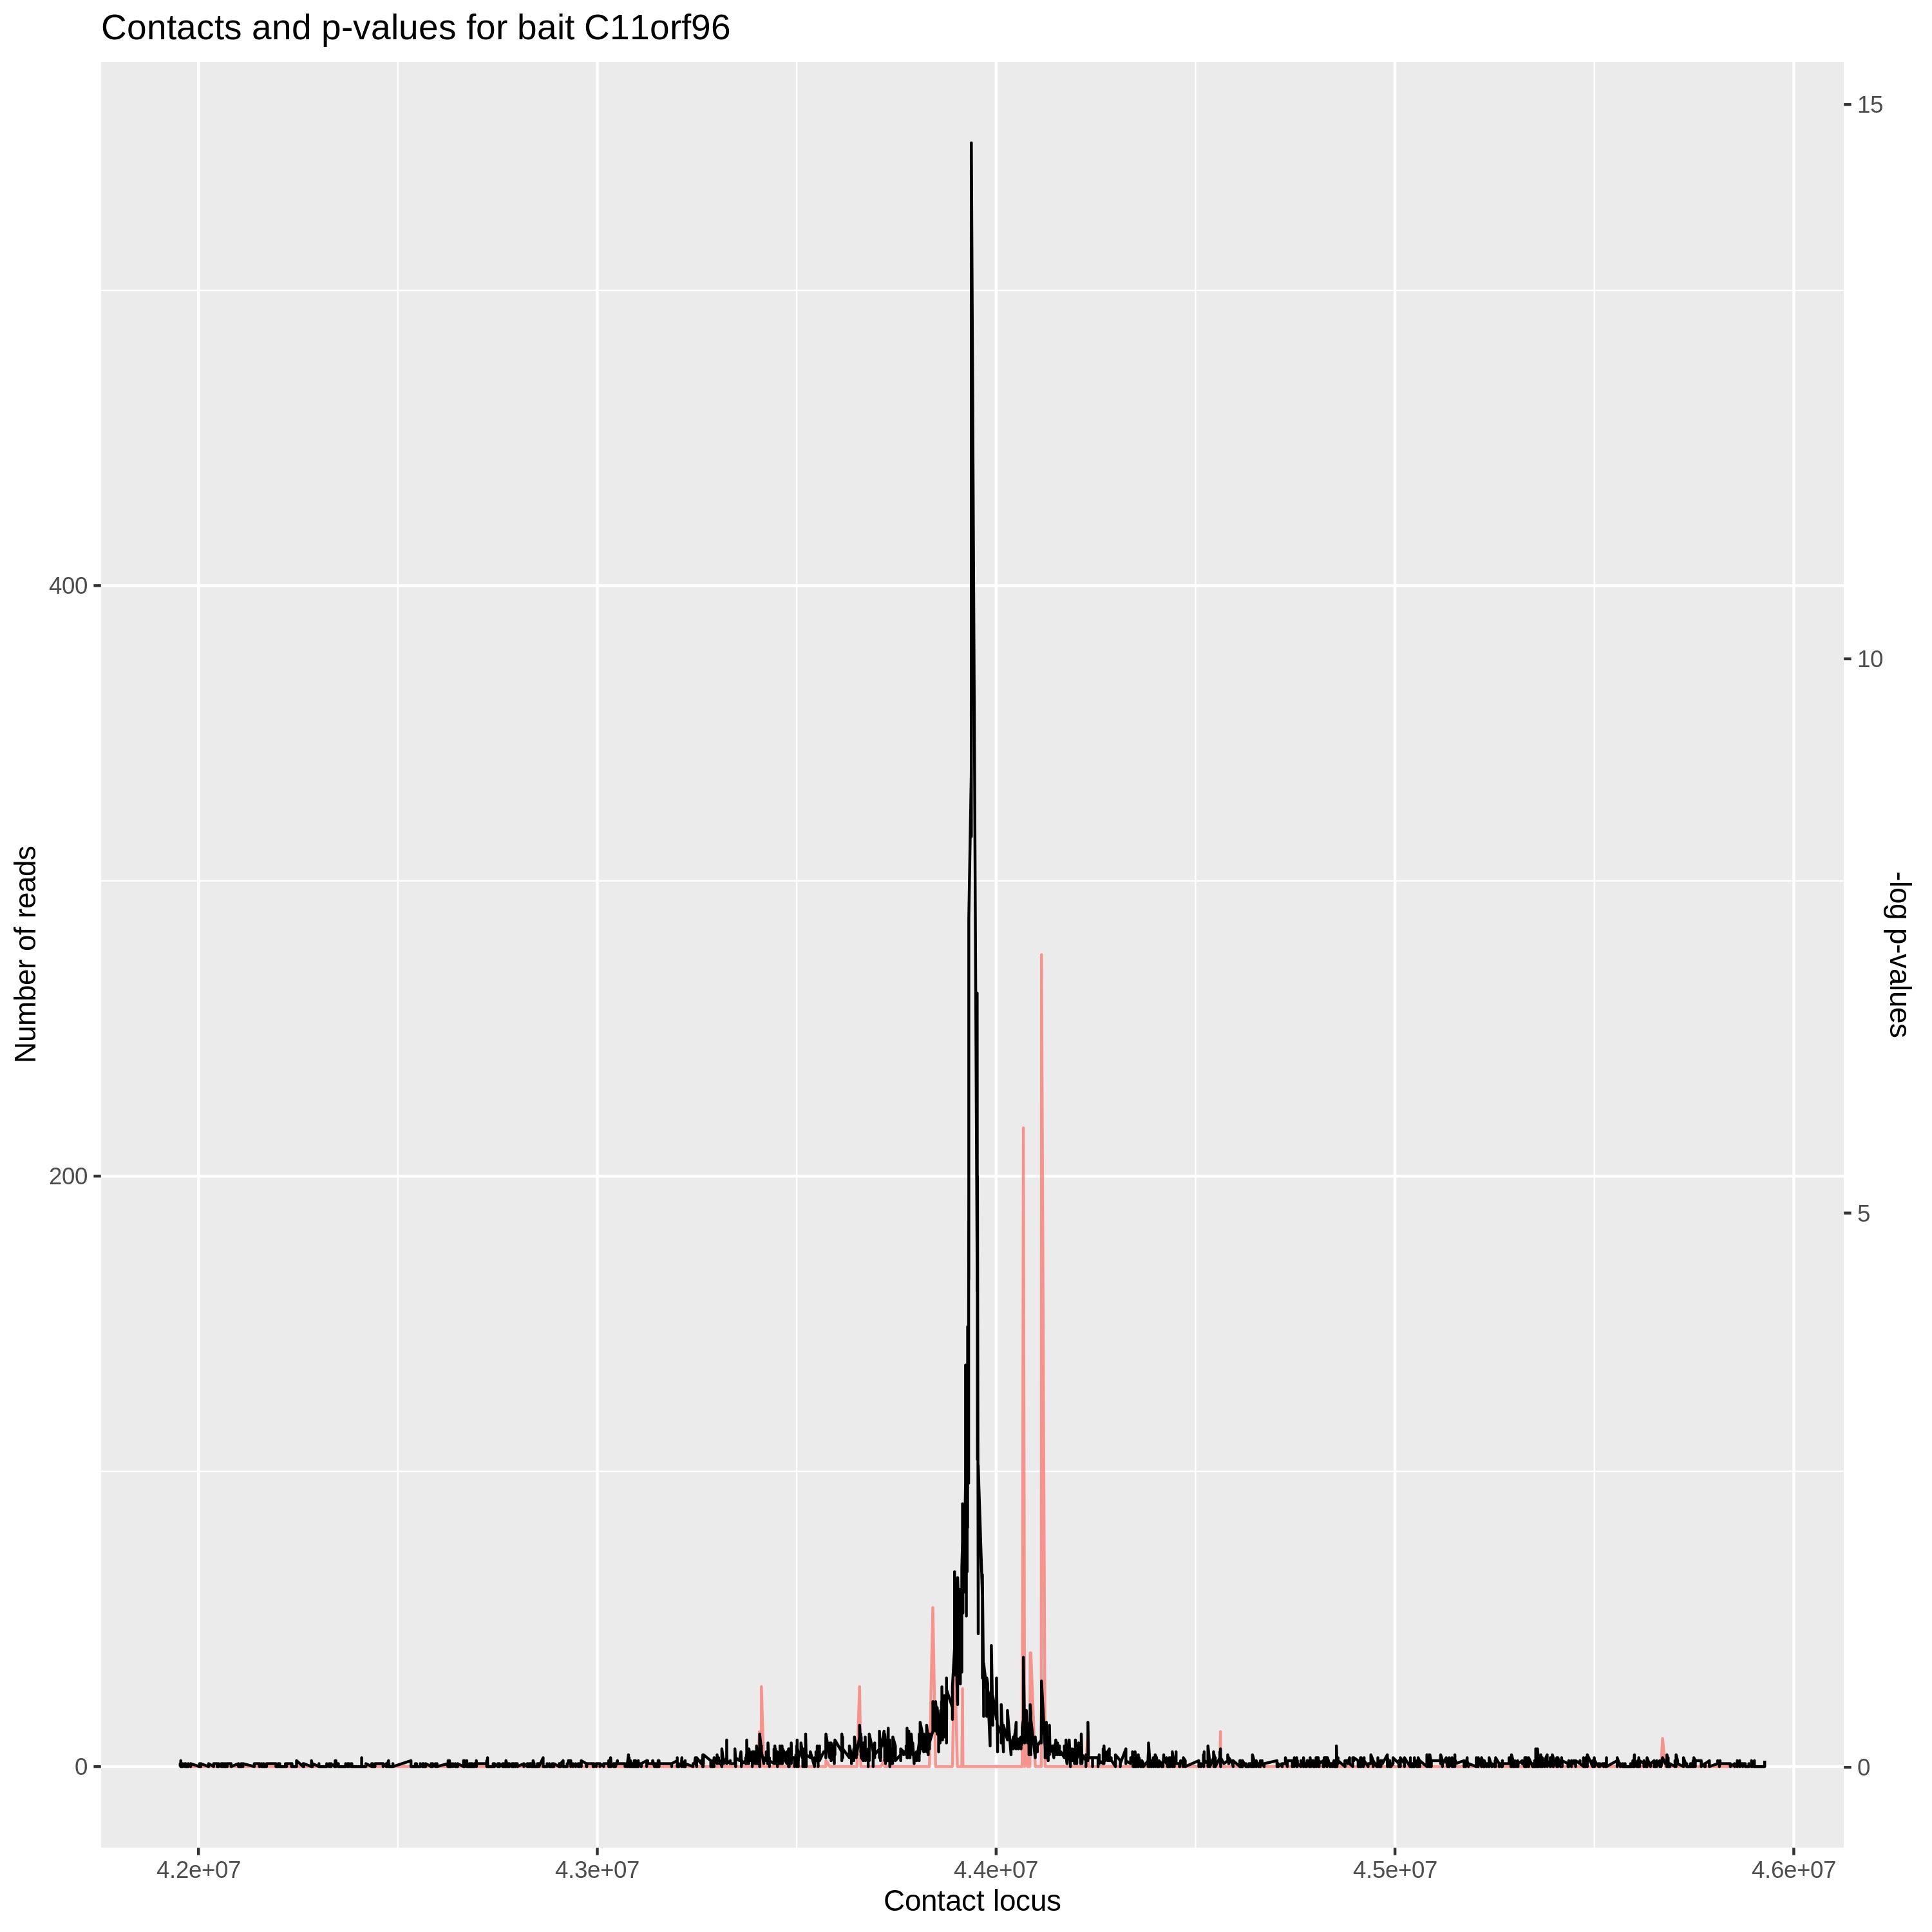 Contacts and p-values for bait C11orf96
15
400
10
Number of reads
-log p-values
200
5
0
0
4.2e+07 4.3e+07 4.4e+07 4.5e+07 4.6e+07
Contact locus